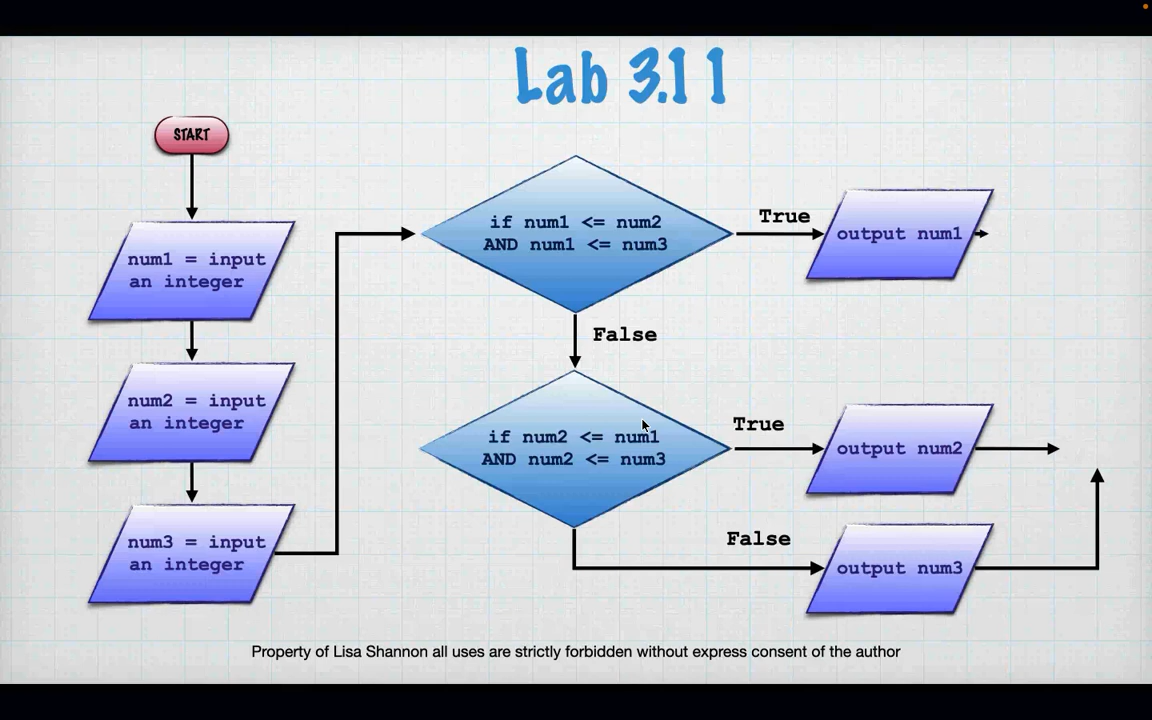 Lab 3.11
START
num1 = input
an integer
num2 = input
an integer
num3 = input
an integer
if num1 <= num2
AND num1 <= num3
True
output num1
False
if num2 <= num1
AND num2 <= num3
True
output num2
False
output num3
Property of Lisa Shannon all uses are strictly forbidden without express consent of the author